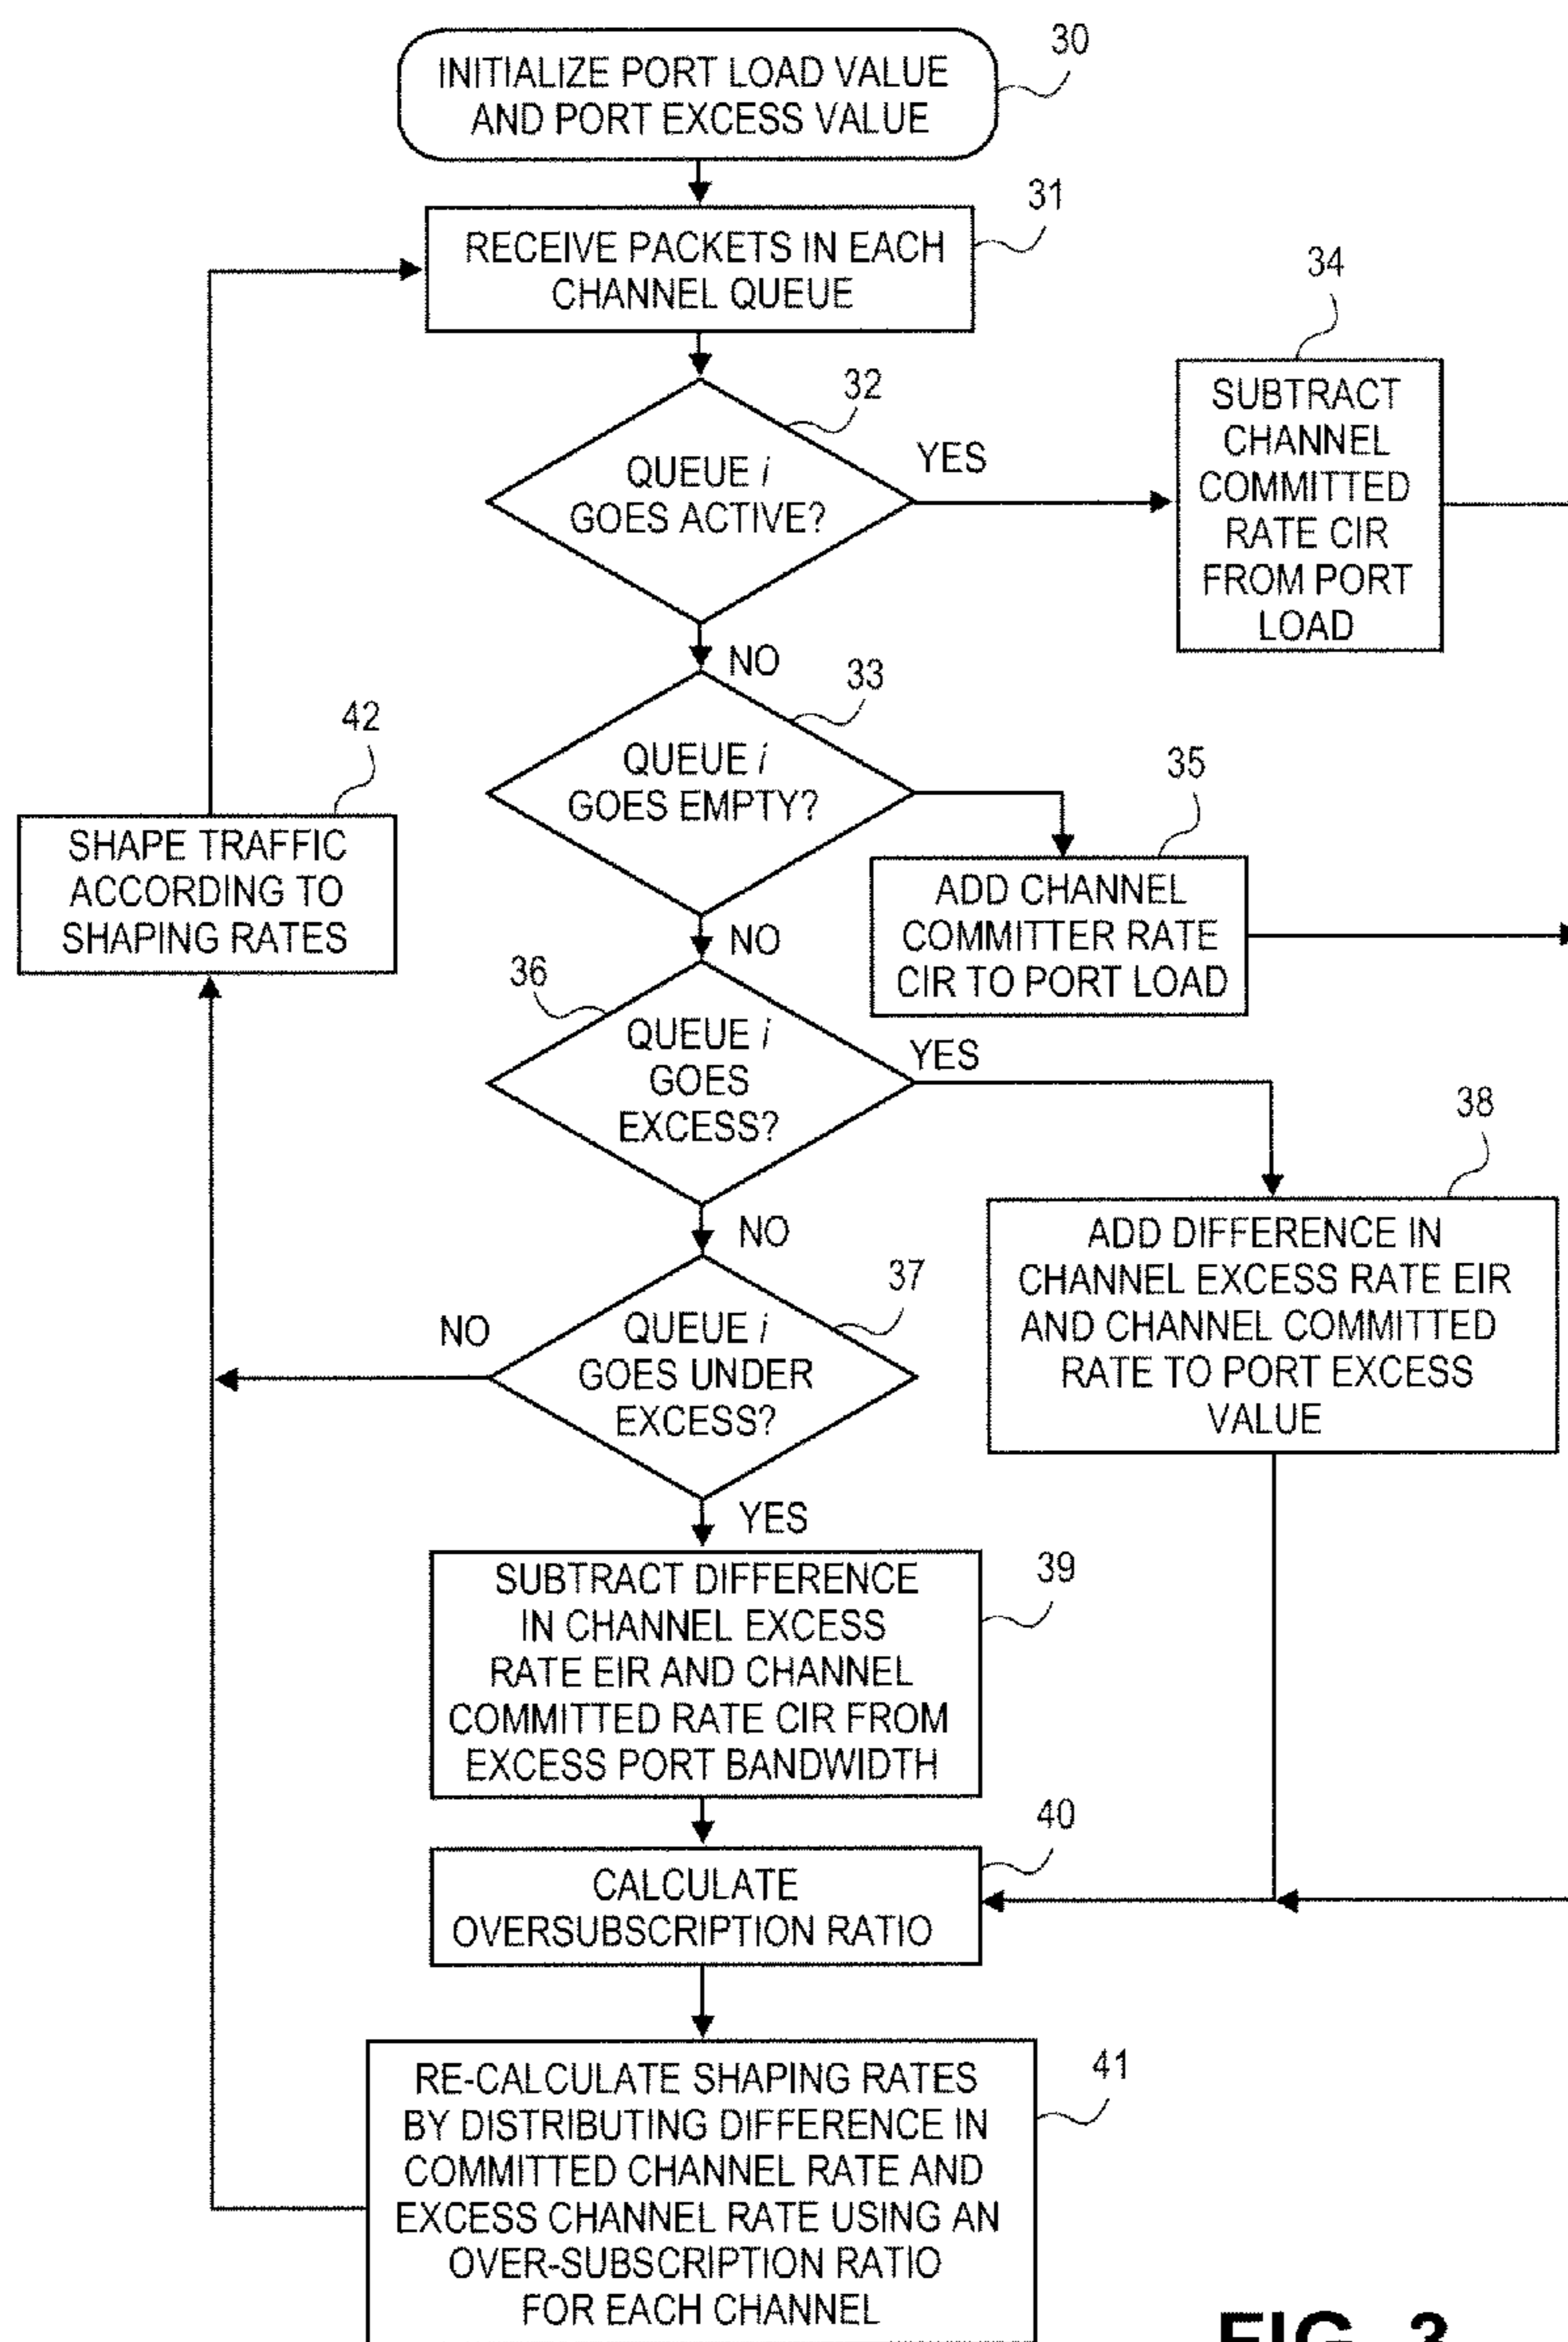 30
INITIALIZE PORT LOAD VALUE
AND PORT EXCESS VALUE
31
RECEIVE PACKETS IN EACH
CHANNEL QUEUE
32
QUEUE i
GOES ACTIVE?
YES
34
SUBTRACT
CHANNEL
COMMITTED
RATE CIR
FROM PORT
LOAD
NO
33
QUEUE i
GOES EMPTY?
35
ADD CHANNEL
COMMITTER RATE
CIR TO PORT LOAD
42
SHAPE TRAFFIC
ACCORDING TO
SHAPING RATES
NO
36
QUEUE i
GOES
EXCESS?
YES
38
ADD DIFFERENCE IN
CHANNEL EXCESS RATE EIR
AND CHANNEL COMMITTED
RATE TO PORT EXCESS
VALUE
NO
37
QUEUE i
GOES UNDER
EXCESS?
NO
YES
39
SUBTRACT DIFFERENCE
IN CHANNEL EXCESS
RATE EIR AND CHANNEL
COMMITTED RATE CIR FROM
EXCESS PORT BANDWIDTH
40
CALCULATE
OVERSUBSCRIPTION RATIO
41
RE-CALCULATE SHAPING RATES
BY DISTRIBUTING DIFFERENCE IN
COMMITTED CHANNEL RATE AND
EXCESS CHANNEL RATE USING AN
OVER-SUBSCRIPTION RATIO
FOR EACH CHANNEL
FIG. 3